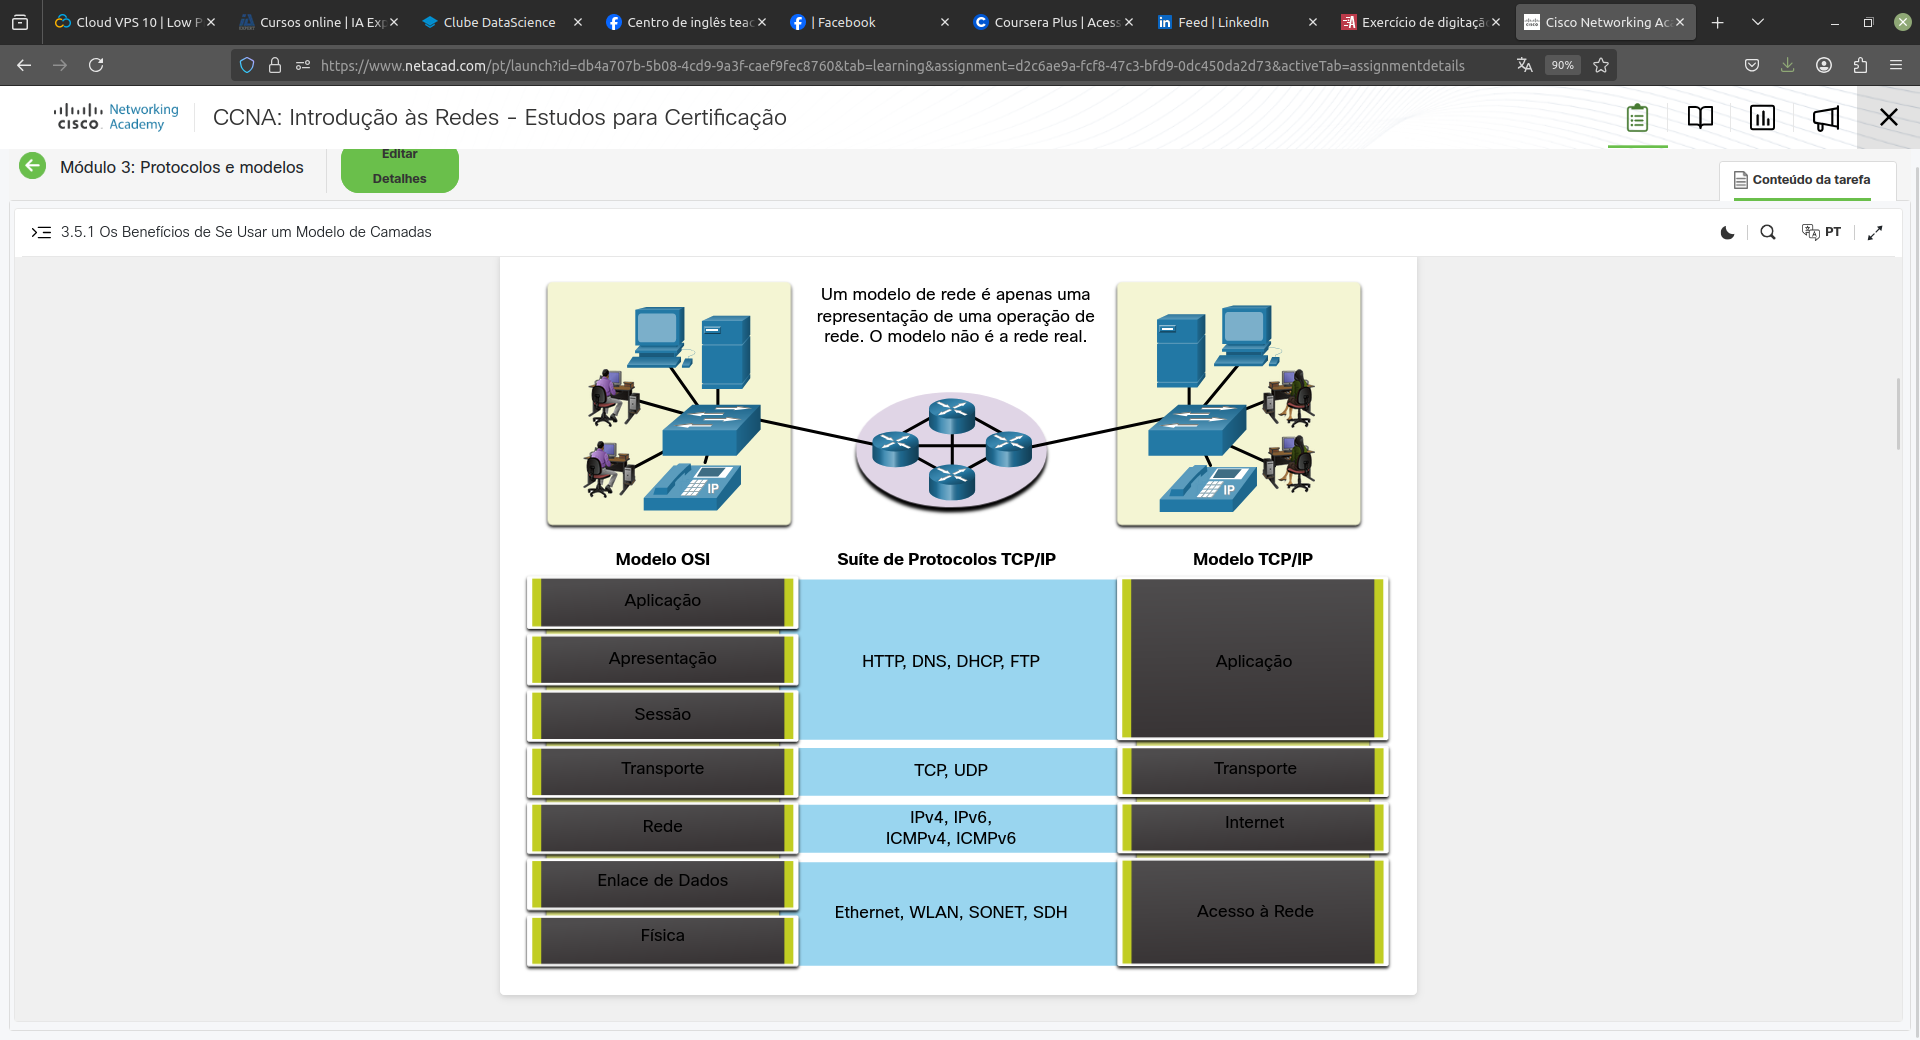 Cloud VPS 10 | Low P
Cursos online | IA Exp
Clube DataScience
Centro de inglês teac
| Facebook
Coursera Plus | Acess
Feed | LinkedIn
Exercício de digitação
Cisco Networking Ac
https://www.netacad.com/pt/launch?id=db4a707b-5b08-4cd9-9a3f-caef9fec8760&tab=learning&assignment=d2c6ae9a-fcf8-47c3-bfd9-0dc450da2d73&activeTab=assignmentdetails
90%
CISCO Networking Academy
CCNA: Introdução às Redes - Estudos para Certificação
Módulo 3: Protocolos e modelos
Editar
Detalhes
Conteúdo da tarefa
3.5.1 Os Benefícios de Se Usar um Modelo de Camadas
PT
Um modelo de rede é apenas uma
representação de uma operação de
rede. O modelo não é a rede real.
IP
IP
Modelo OSI
Suíte de Protocolos TCP/IP
Modelo TCP/IP
Aplicação
Apresentação
Sessão
HTTP, DNS, DHCP, FTP
Aplicação
Transporte
TCP, UDP
Transporte
Rede
IPv4, IPv6,
ICMPv4, ICMPv6
Internet
Enlace de Dados
Física
Ethernet, WLAN, SONET, SDH
Acesso à Rede